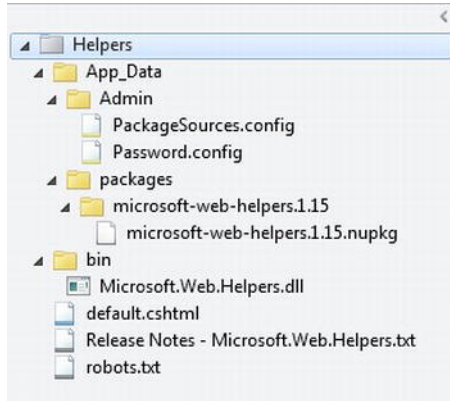 Helpers
App_Data
Admin
PackageSources.config
Password.config
packages
microsoft-web-helpers.1.15
microsoft-web-helpers.1.15.nupkg
bin
Microsoft.Web.Helpers.dll
default.cshtml
Release Notes - Microsoft.Web.Helpers.txt
robots.txt